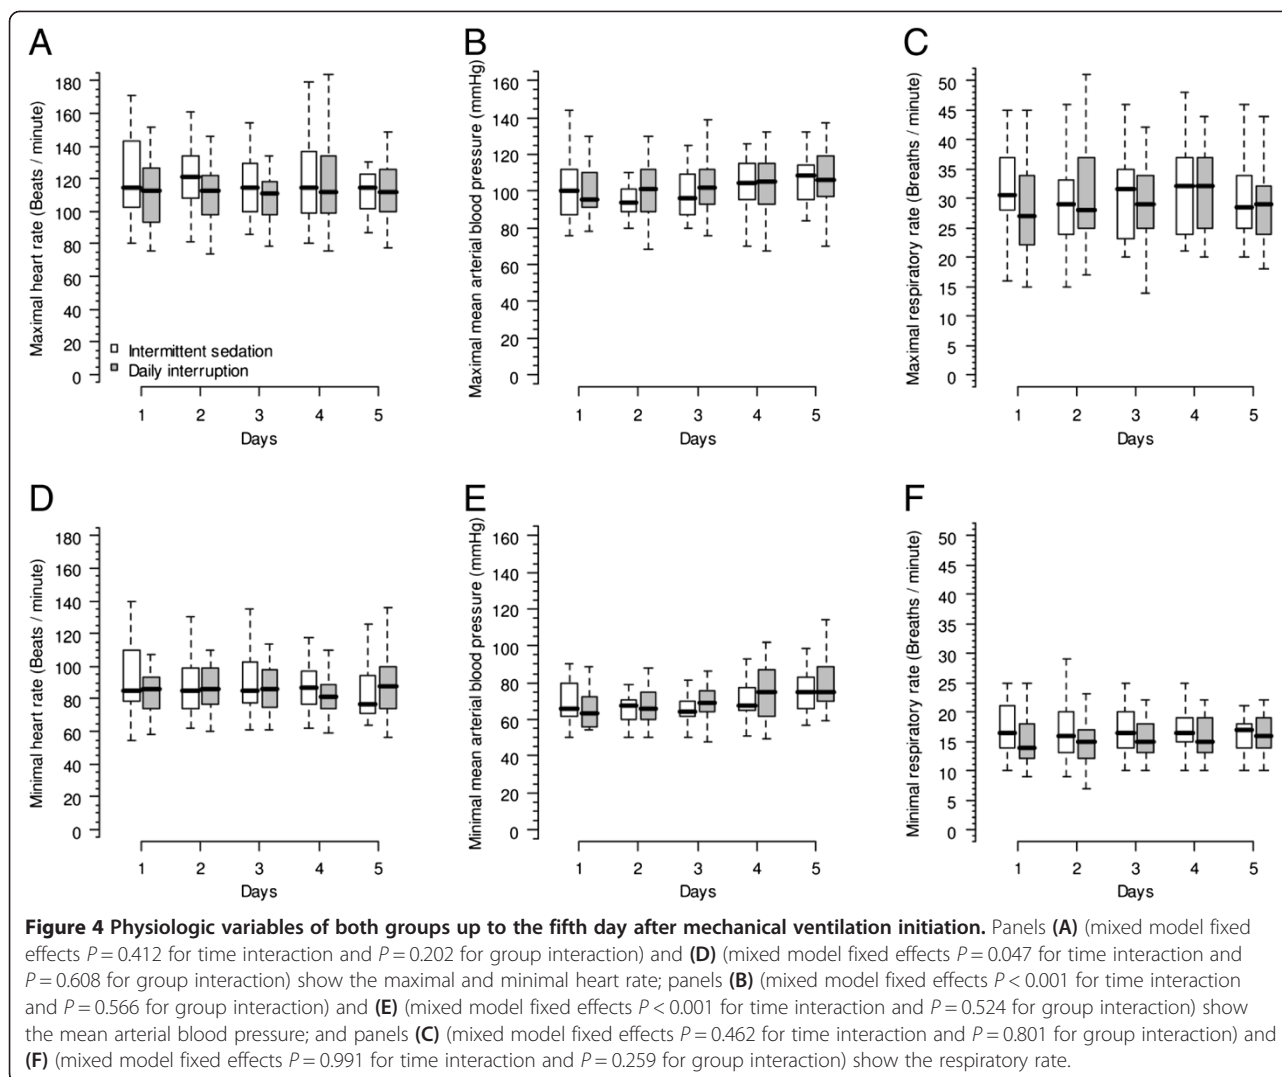 A
Maximal heart rate (Beats / minute)
180
160
140
120
100
80
60
40
20
0
Intermittent sedation
Daily interruption
1 2 3 4 5
Days
B
Maximal mean arterial blood pressure (mmHg)
160
140
120
100
80
60
40
20
0
1 2 3 4 5
Days
C
Maximal respiratory rate (Breaths / minute)
50
45
40
35
30
25
20
15
10
5
0
1 2 3 4 5
Days
D
Minimal heart rate (Beats / minute)
180
160
140
120
100
80
60
40
20
0
1 2 3 4 5
Days
E
Minimal mean arterial blood pressure (mmHg)
160
140
120
100
80
60
40
20
0
1 2 3 4 5
Days
F
Minimal respiratory rate (Breaths / minute)
50
45
40
35
30
25
20
15
10
5
0
1 2 3 4 5
Days
Figure 4 Physiologic variables of both groups up to the fifth day after mechanical ventilation initiation. Panels (A) (mixed model fixed
effects P = 0.412 for time interaction and P = 0.202 for group interaction) and (D) (mixed model fixed effects P = 0.047 for time interaction and
P = 0.608 for group interaction) show the maximal and minimal heart rate; panels (B) (mixed model fixed effects P < 0.001 for time interaction
and P = 0.566 for group interaction) and (E) (mixed model fixed effects P < 0.001 for time interaction and P = 0.524 for group interaction) show
the mean arterial blood pressure; and panels (C) (mixed model fixed effects P = 0.462 for time interaction and P = 0.801 for group interaction) and
(F) (mixed model fixed effects P = 0.991 for time interaction and P = 0.259 for group interaction) show the respiratory rate.